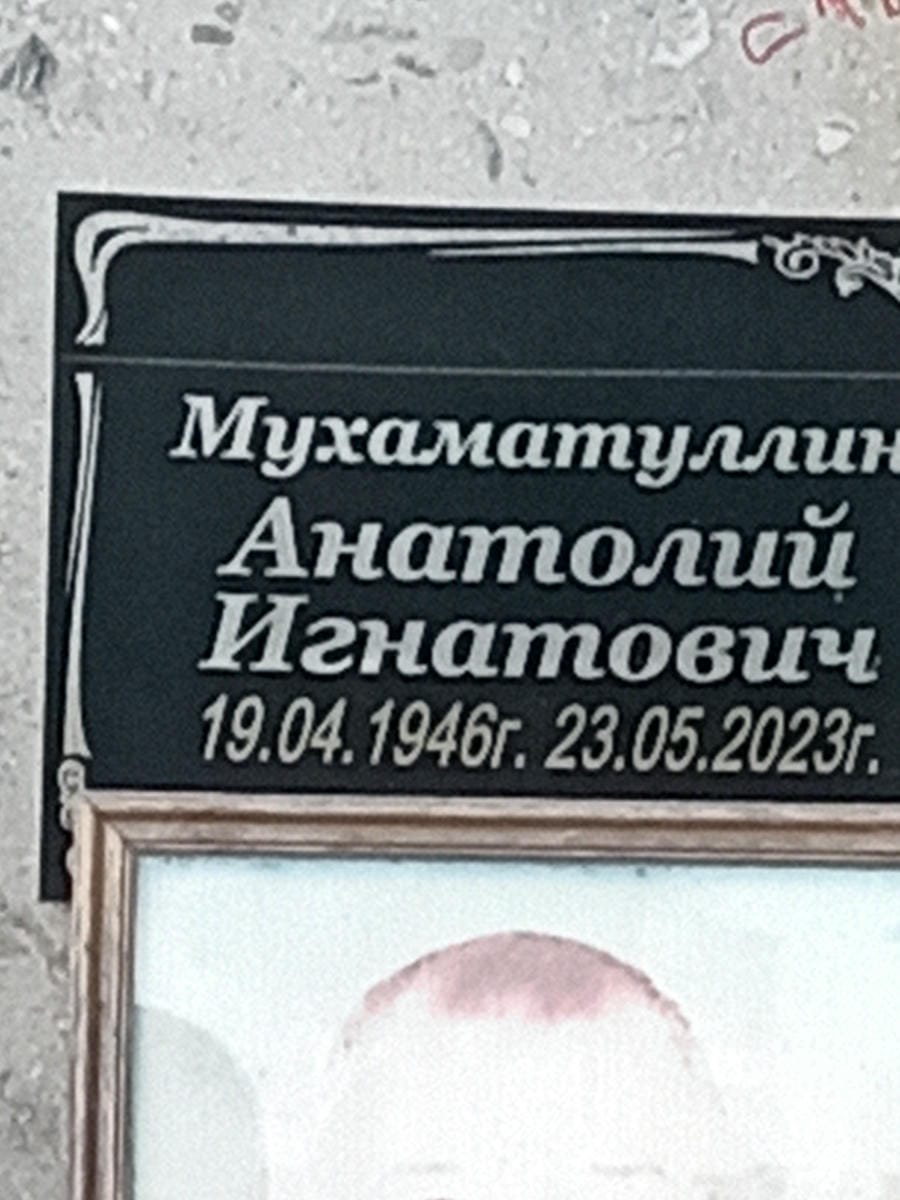 Мухаматуллин
Анатолий
Игнатович
19.04.1946г. 23.05.2023г.